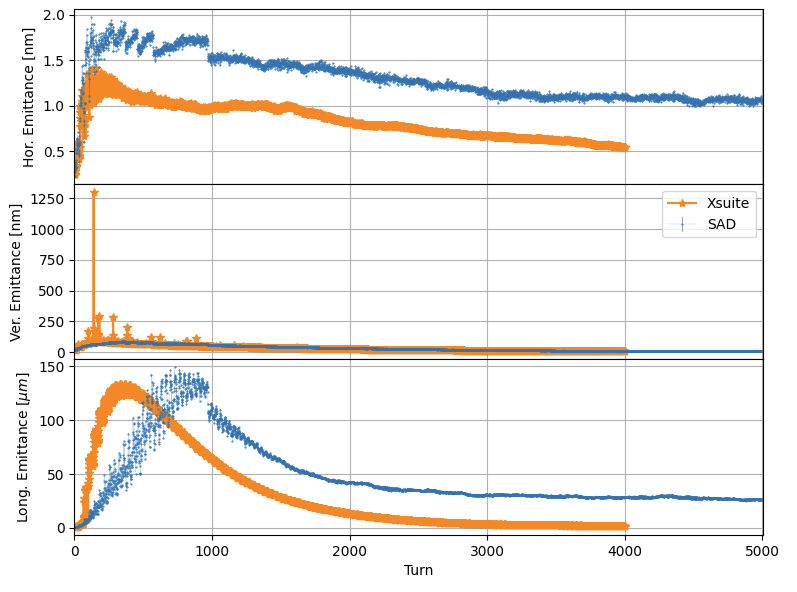 Hor. Emittance [nm]
2.0
1.5
1.0
0.5
Ver. Emittance [nm]
1250
1000
750
500
250
0
Xsuite
SAD
Long. Emittance [μm]
150
100
50
0
0 1000 2000 3000 4000 5000
Turn